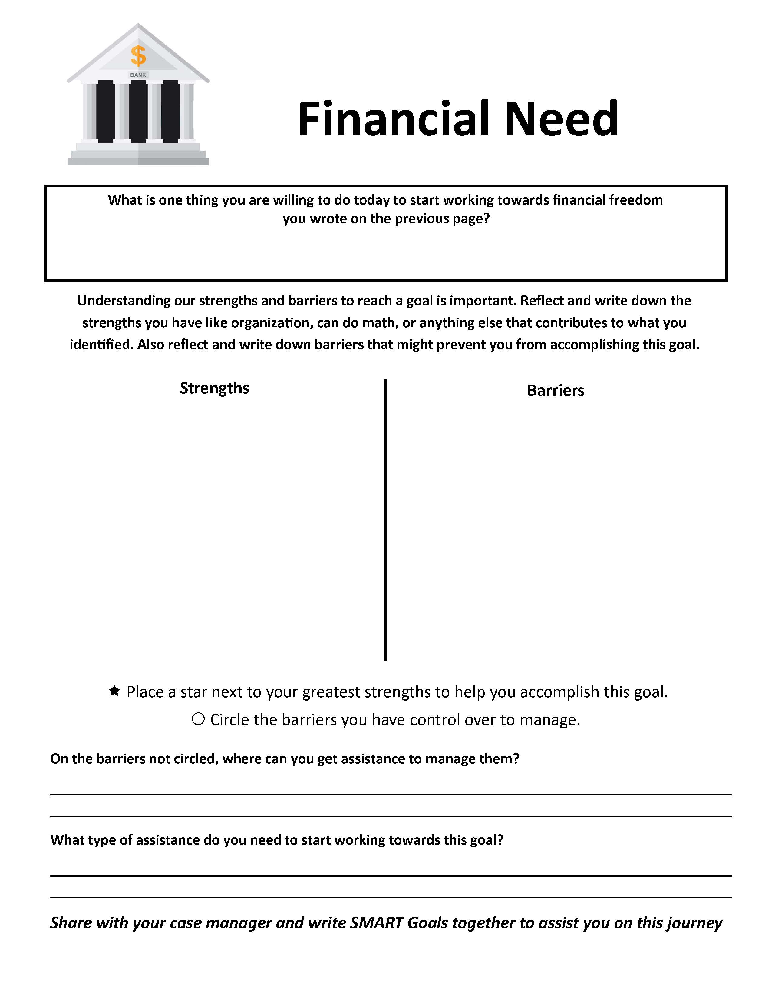 $
BANK
Financial Need
What is one thing you are willing to do today to start working towards financial freedom
you wrote on the previous page?
Understanding our strengths and barriers to reach a goal is important. Reflect and write down the
strengths you have like organization, can do math, or anything else that contributes to what you
identified. Also reflect and write down barriers that might prevent you from accomplishing this goal.
Strengths
Barriers
★ Place a star next to your greatest strengths to help you accomplish this goal.
○ Circle the barriers you have control over to manage.
On the barriers not circled, where can you get assistance to manage them?
What type of assistance do you need to start working towards this goal?
Share with your case manager and write SMART Goals together to assist you on this journey